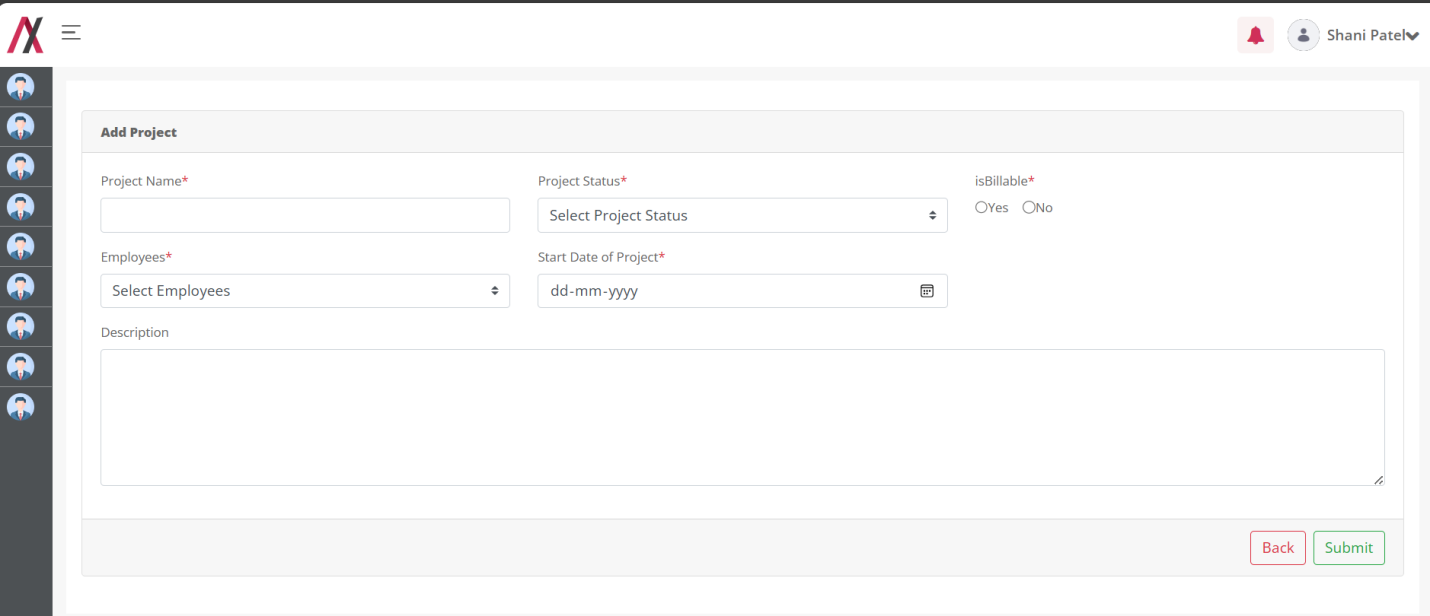 Shani Patel
Add Project
Project Name*
Project Status*
isBillable*
Select Project Status
Yes No
Employees*
Start Date of Project*
Select Employees
dd-mm-yyyy
Description
Back
Submit